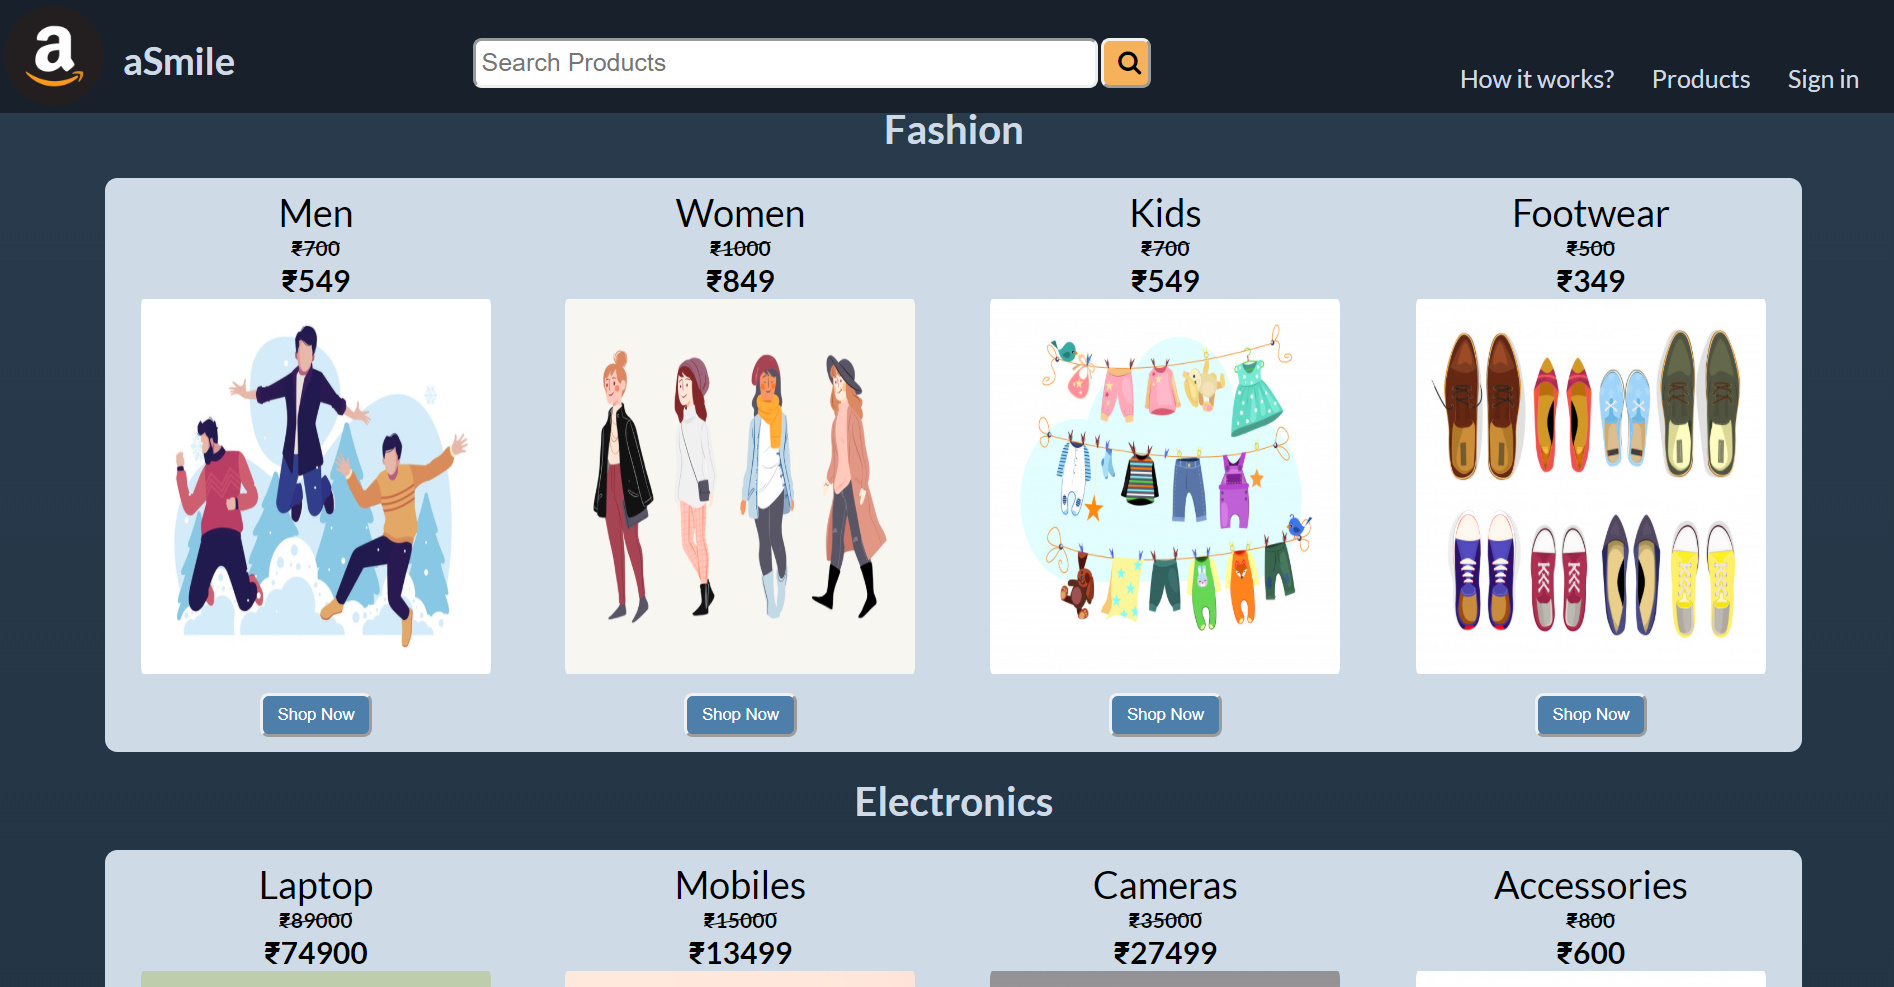 a
aSmile
Search Products
How it works?
Products
Sign in
Fashion
Men
₹700
₹549
Women
₹1000
₹849
Kids
₹700
₹549
Footwear
₹500
₹349
Shop Now
Shop Now
Shop Now
Shop Now
Electronics
Laptop
₹89000
₹74900
Mobiles
₹15000
₹13499
Cameras
₹35000
₹27499
Accessories
₹800
₹600